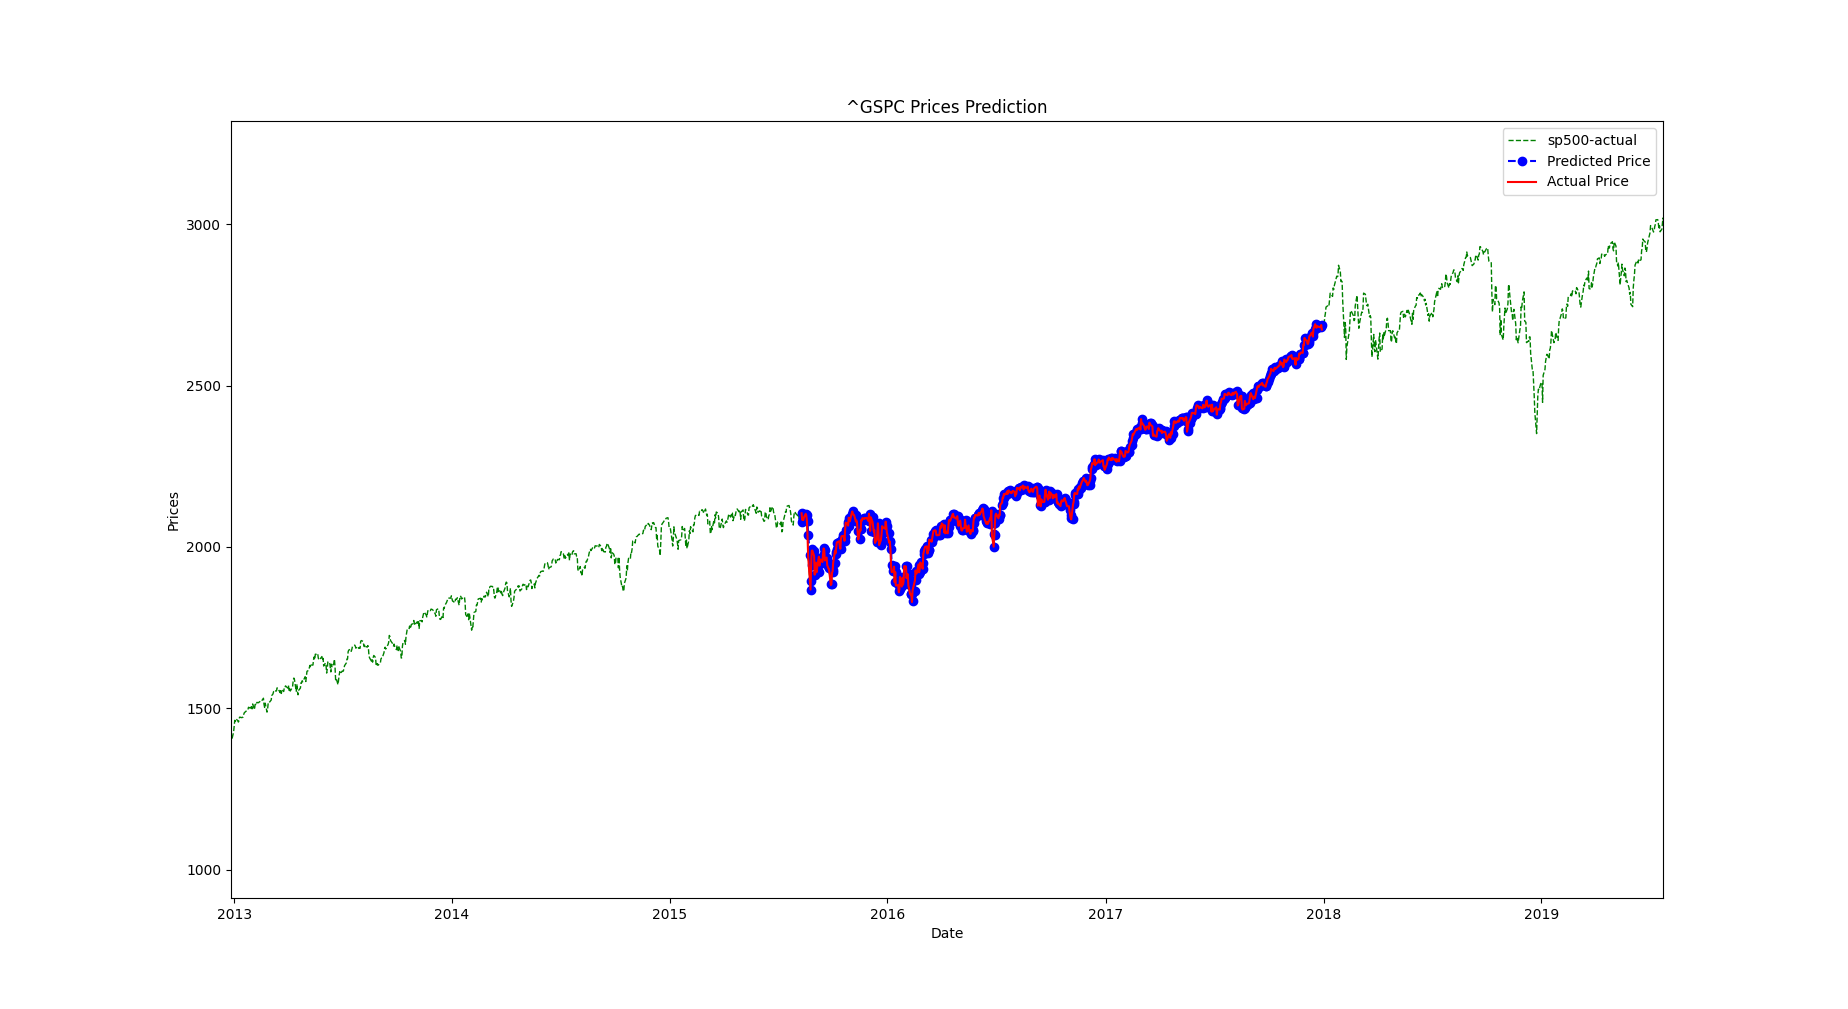 ^GSPC Prices Prediction
sp500-actual
Predicted Price
Actual Price
3000
2500
2000
1500
1000
Prices
2013 2014 2015 2016 2017 2018 2019
Date